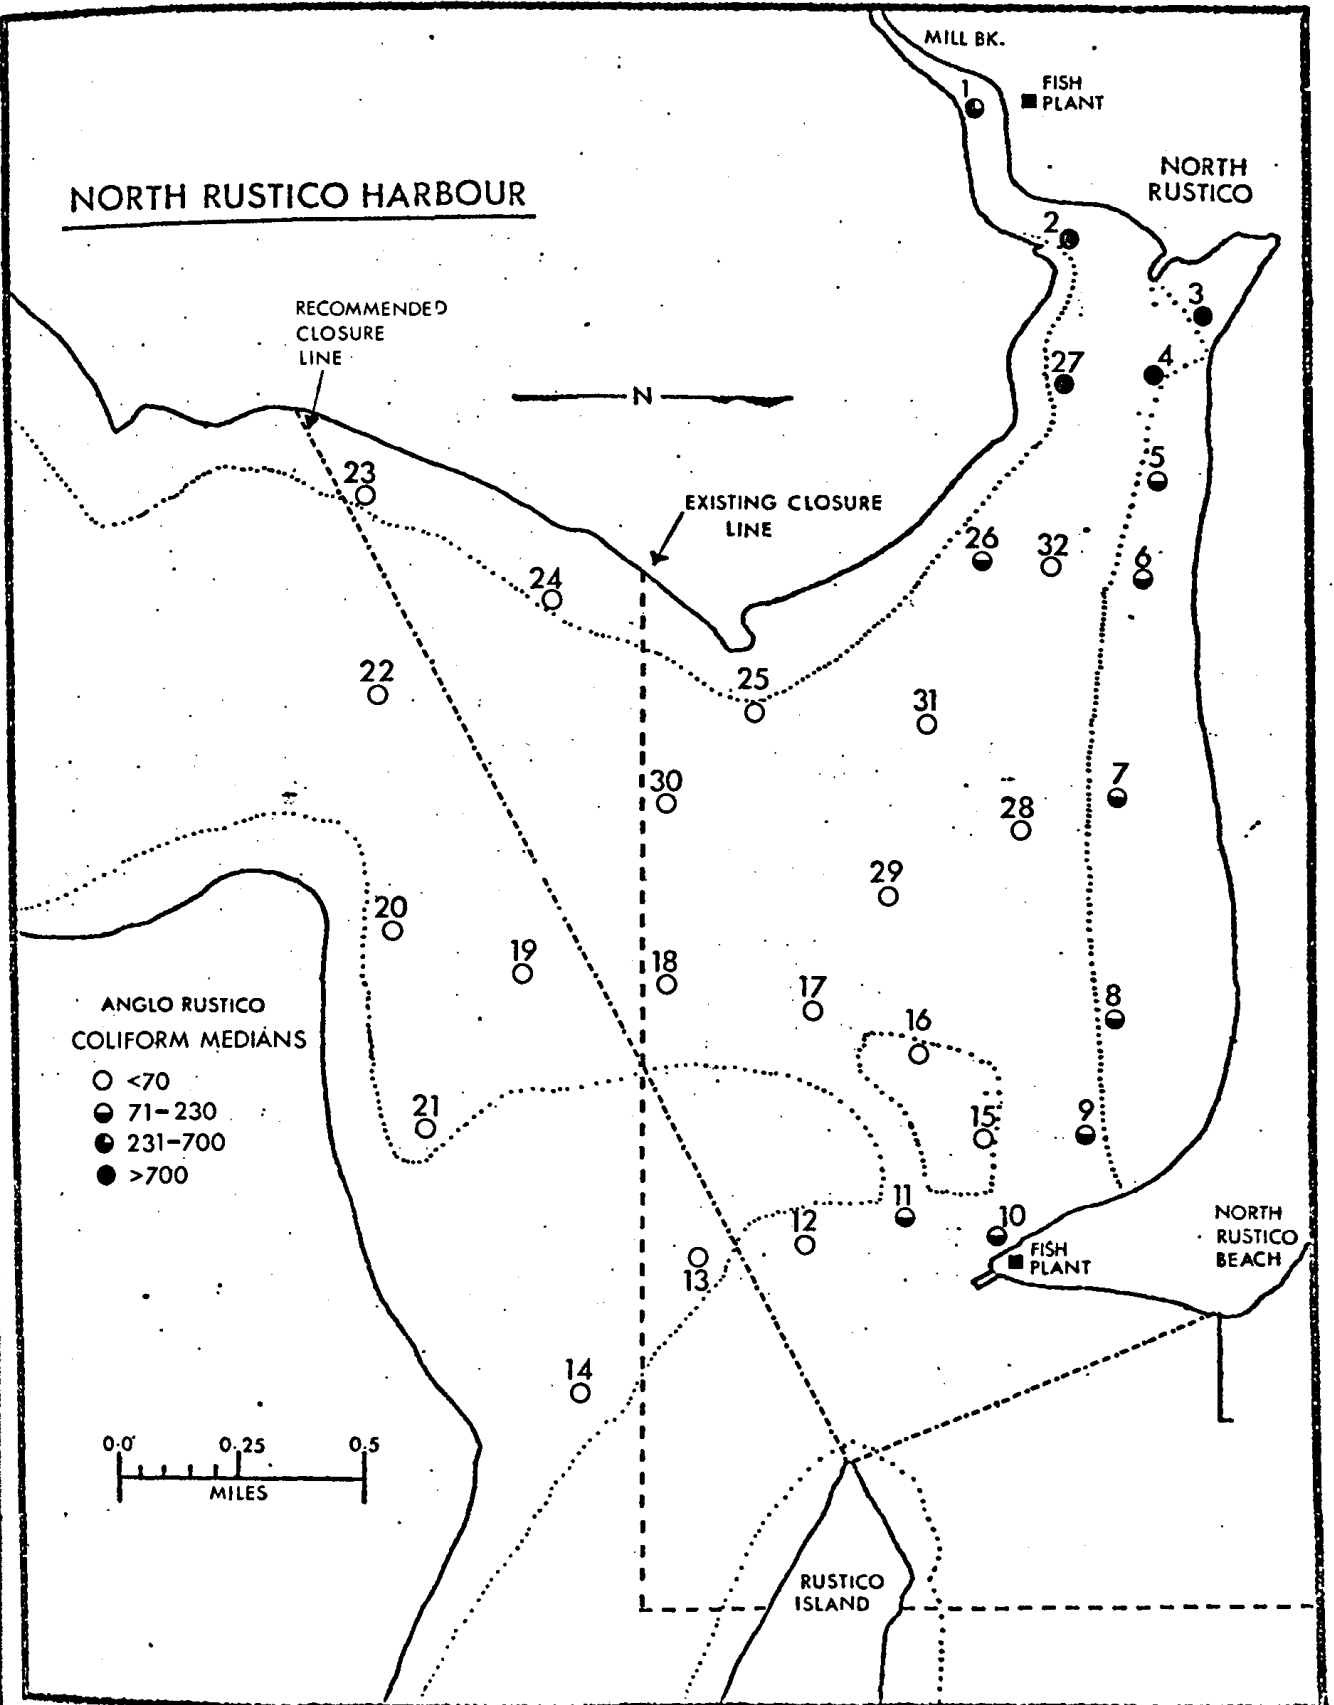 MILL BK.
1
FISH
PLANT
NORTH RUSTICO HARBOUR
NORTH
RUSTICO
2
3
RECOMMENDED
CLOSURE
LINE
4
27
N
5
23
EXISTING CLOSURE
LINE
26
32
6
24
22
25
31
30
7
28
29
20
19
18
17
8
16
ANGLO RUSTICO
COLIFORM MEDIANS
<70
71-230
231-700
>700
21
15
9
11
10
12
13
FISH
PLANT
NORTH
RUSTICO
BEACH
14
0.0 0.25 0.5
MILES
RUSTICO
ISLAND